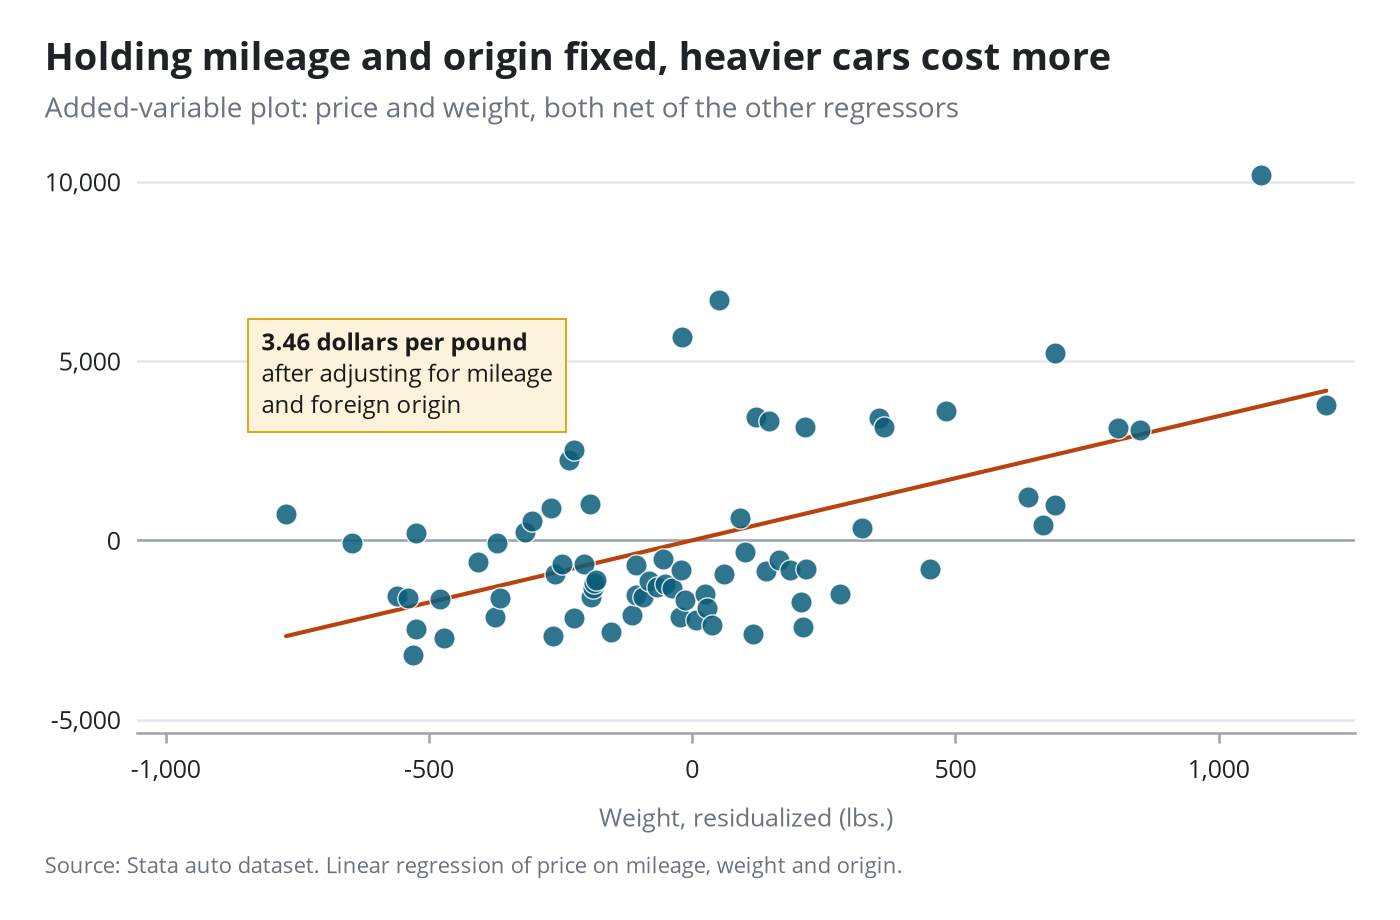 Holding mileage and origin fixed, heavier cars cost more
Added-variable plot: price and weight, both net of the other regressors
10,000
5,000
0
-5,000
3.46 dollars per pound
after adjusting for mileage
and foreign origin
-1,000
-500
0
500
1,000
Weight, residualized (lbs.)
Source: Stata auto dataset. Linear regression of price on mileage, weight and origin.